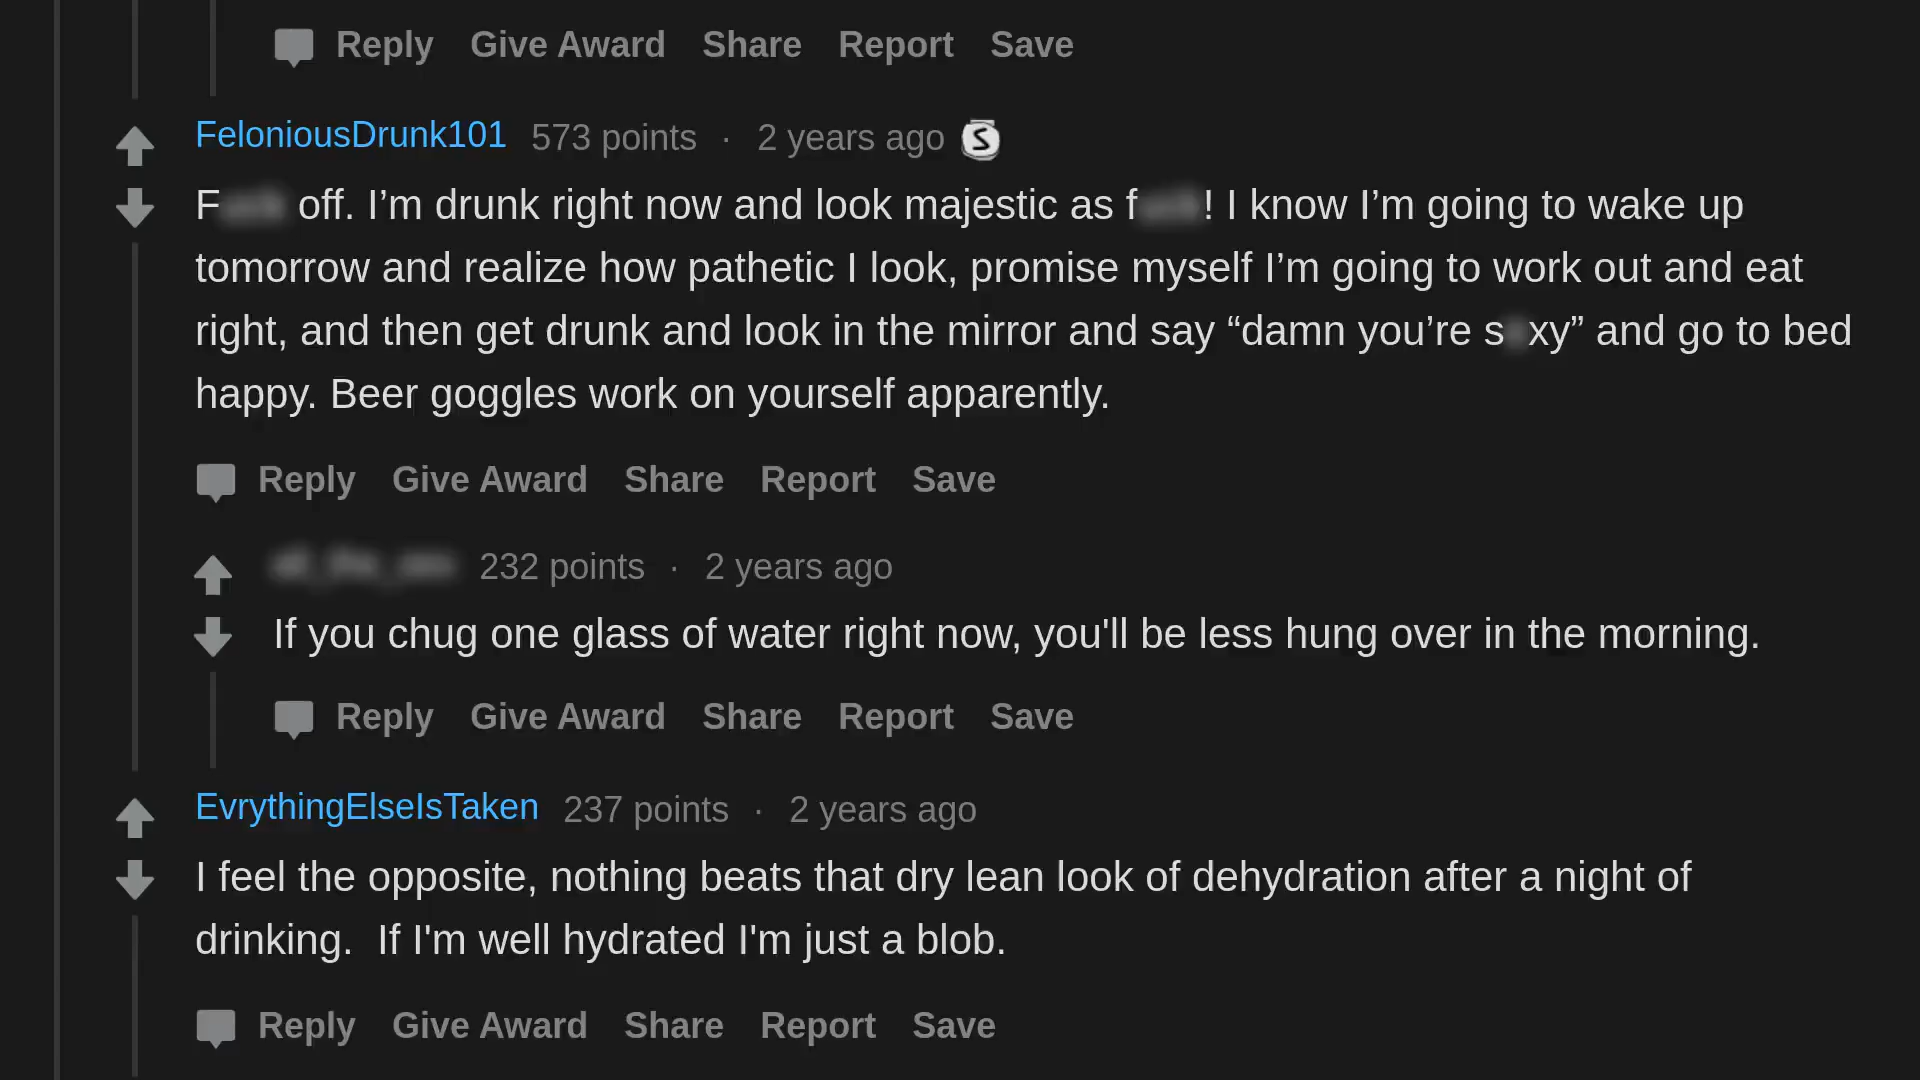 Reply Give Award Share Report Save
FeloniousDrunk101 573 points · 2 years ago S
F off. I’m drunk right now and look majestic as f ! I know I’m going to wake up
tomorrow and realize how pathetic I look, promise myself I’m going to work out and eat
right, and then get drunk and look in the mirror and say “damn you’re s xy” and go to bed
happy. Beer goggles work on yourself apparently.
Reply Give Award Share Report Save
232 points · 2 years ago
If you chug one glass of water right now, you'll be less hung over in the morning.
Reply Give Award Share Report Save
EvrythingElseIsTaken 237 points · 2 years ago
I feel the opposite, nothing beats that dry lean look of dehydration after a night of
drinking.  If I'm well hydrated I'm just a blob.
Reply Give Award Share Report Save